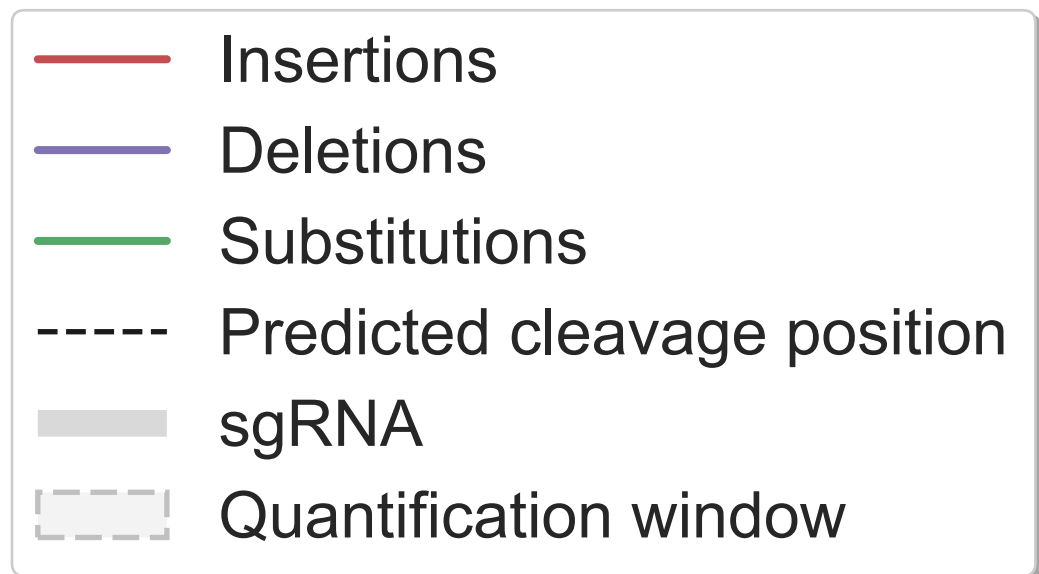 Insertions
Deletions
Substitutions
Predicted cleavage position
sgRNA
Quantification window